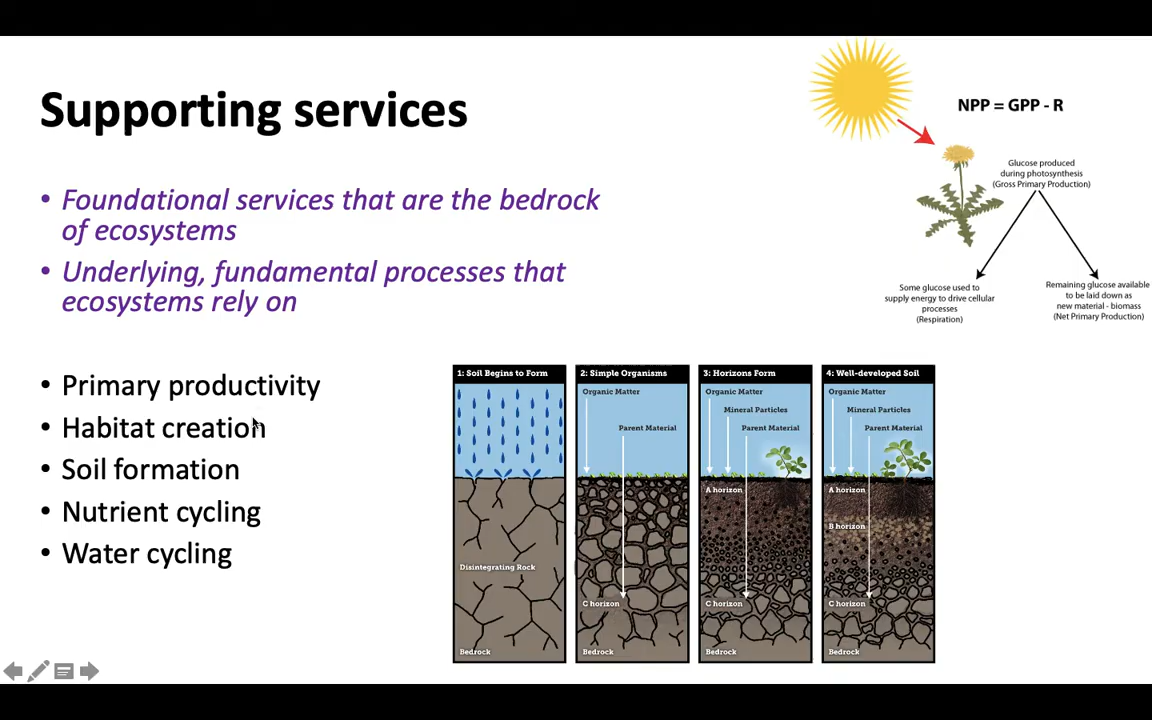 Supporting services
• Foundational services that are the bedrock
of ecosystems
• Underlying, fundamental processes that
ecosystems rely on
• Primary productivity
• Habitat creation
• Soil formation
• Nutrient cycling
• Water cycling
NPP = GPP - R
Glucose produced
during photosynthesis
(Gross Primary Production)
Some glucose used to
supply energy to drive cellular
processes
(Respiration)
Remaining glucose available
to be laid down as
new material - biomass
(Net Primary Production)
1: Soil Begins to Form
Disintegrating Rock
Bedrock
2: Simple Organisms
Organic Matter
Parent Material
C horizon
Bedrock
3: Horizons Form
Organic Matter
Mineral Particles
Parent Material
A horizon
C horizon
Bedrock
4: Well-developed Soil
Organic Matter
Mineral Particles
Parent Material
A horizon
B horizon
C horizon
Bedrock